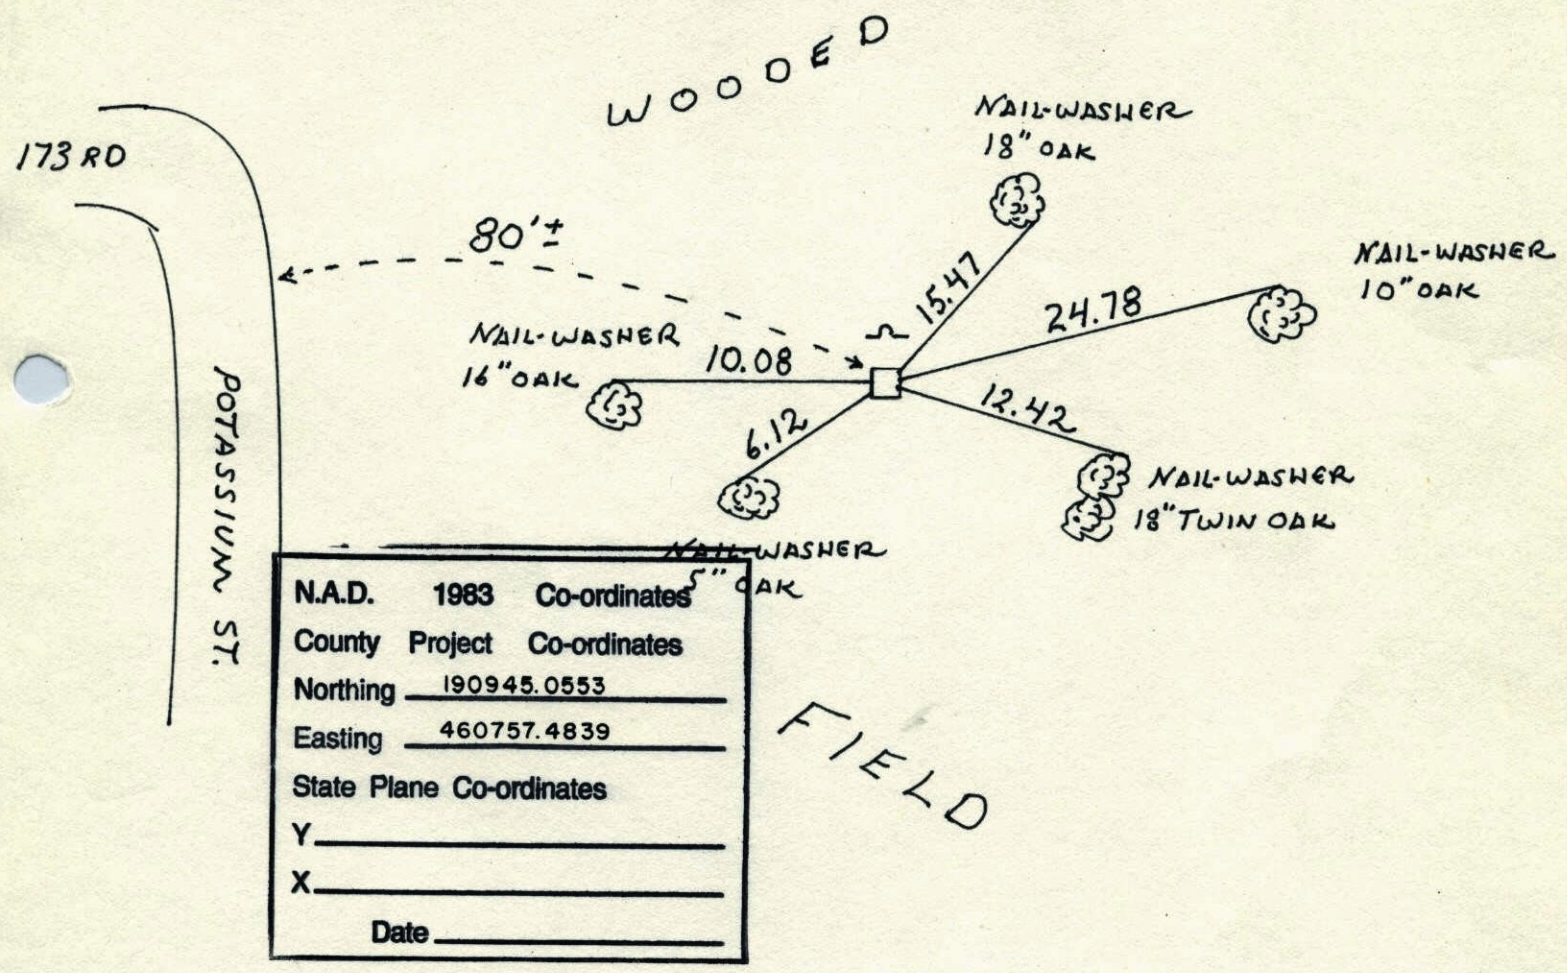 WOODED
173 RD
80'±
NAIL-WASHER
18" OAK
15.47
NAIL-WASHER
10" OAK
24.78
NAIL-WASHER
16" OAK
10.08
6.12
12.42
NAIL-WASHER
18" TWIN OAK
NAIL-WASHER
5" OAK
POTASSIUM ST.
N.A.D. 1983 Co-ordinates
County Project Co-ordinates
Northing 190945.0553
Easting 460757.4839
State Plane Co-ordinates
Y
X
Date
FIELD